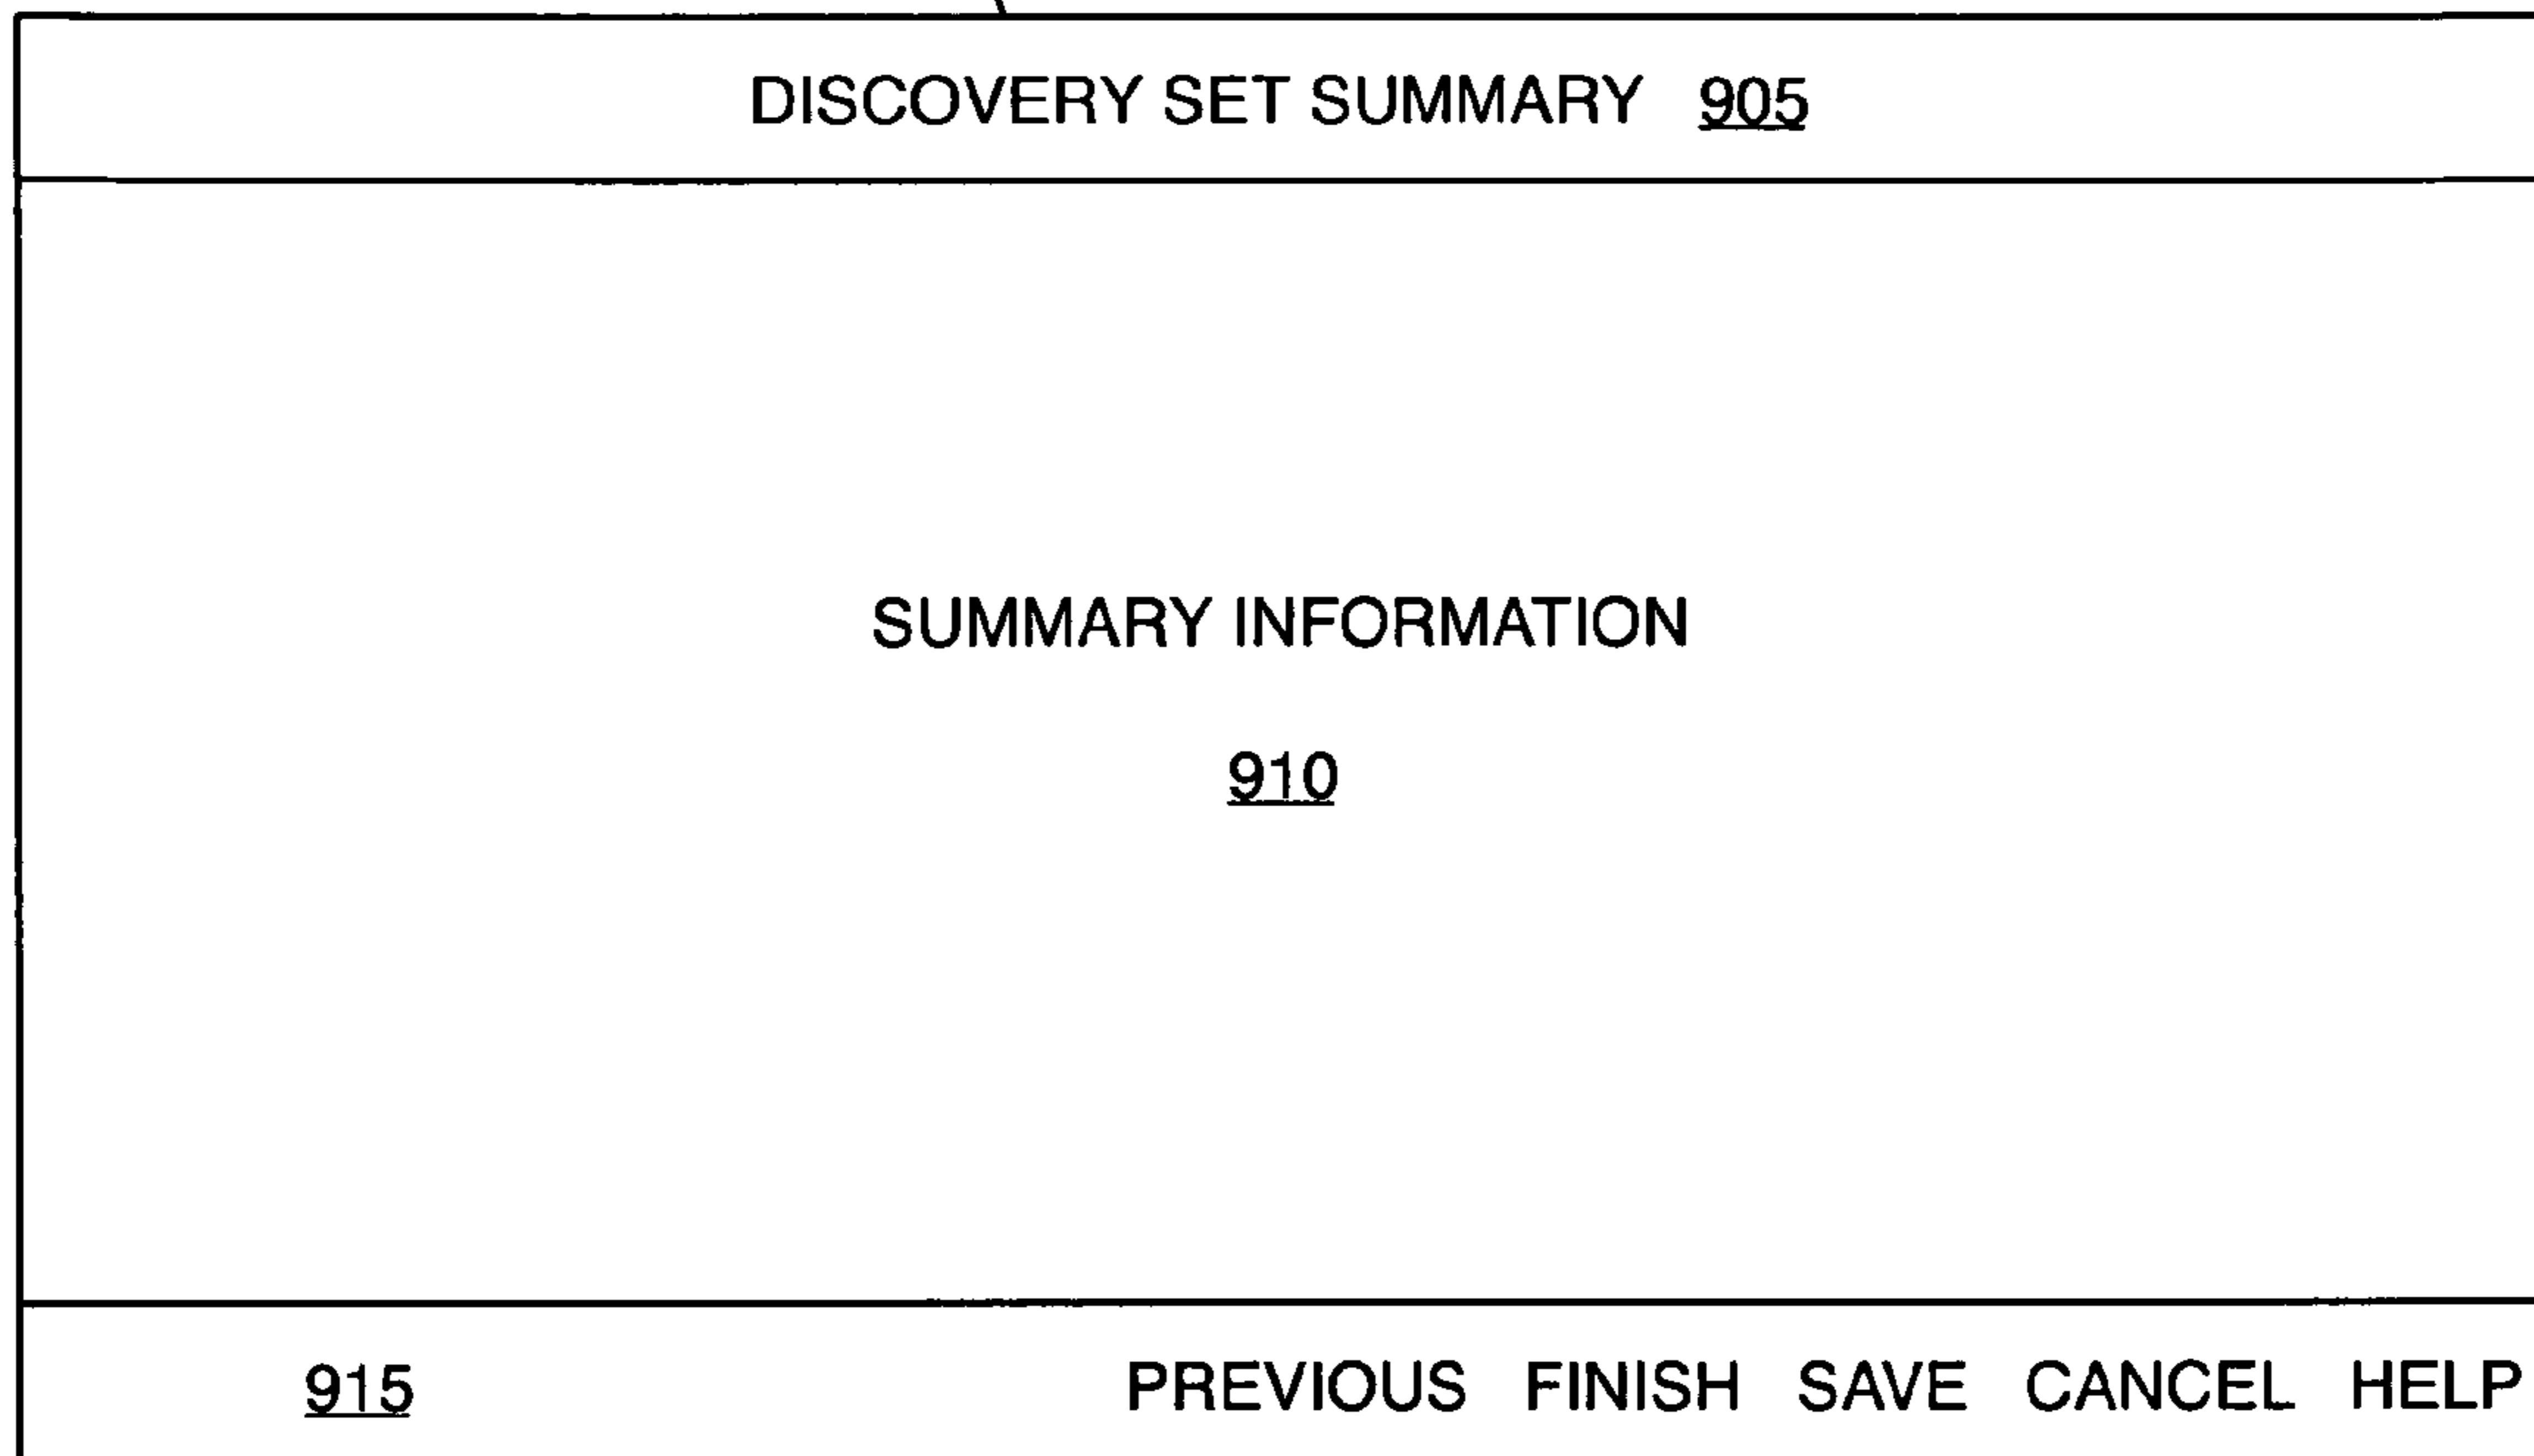 DISCOVERY SET SUMMARY 905
SUMMARY INFORMATION
910
915 PREVIOUS FINISH SAVE CANCEL HELP